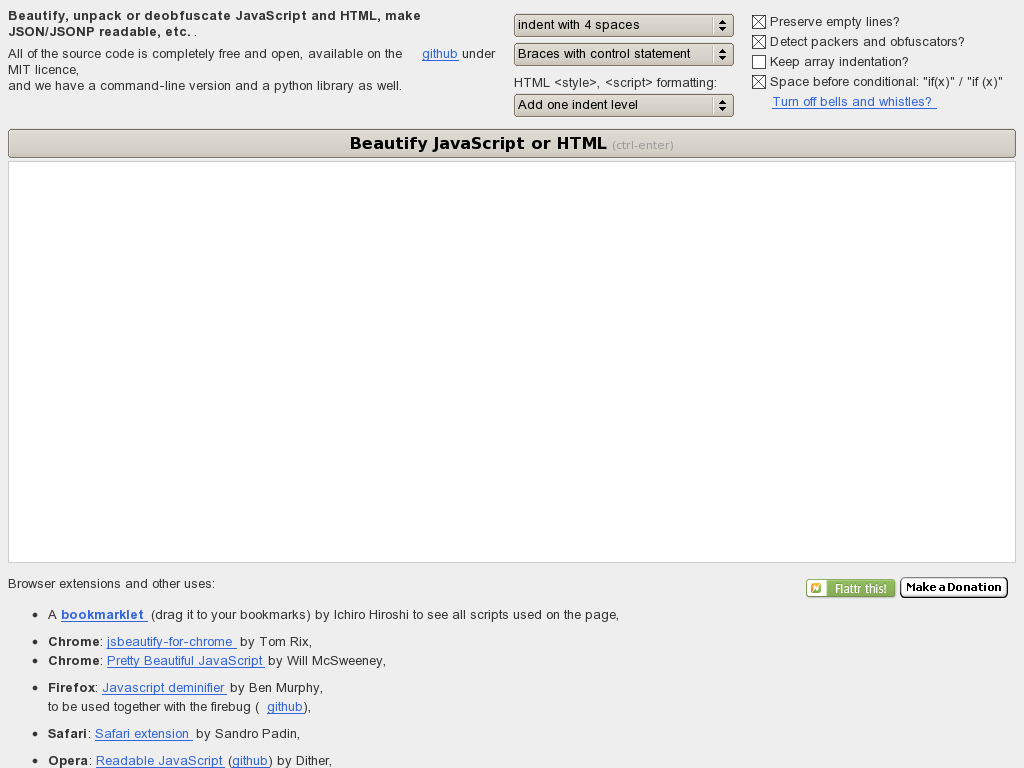 Beautify, unpack or deobfuscate JavaScript and HTML, make
JSON/JSONP readable, etc. .
All of the source code is completely free and open, available on the github under
MIT licence,
and we have a command-line version and a python library as well.
indent with 4 spaces
Braces with control statement
HTML <style>, <script> formatting:
Add one indent level
Preserve empty lines?
Detect packers and obfuscators?
Keep array indentation?
Space before conditional: "if(x)" / "if (x)"
Turn off bells and whistles?
Beautify JavaScript or HTML (ctrl-enter)
Browser extensions and other uses:
Flattr this!
Make a Donation
• A bookmarklet (drag it to your bookmarks) by Ichiro Hiroshi to see all scripts used on the page,
• Chrome: jsbeautify-for-chrome by Tom Rix,
• Chrome: Pretty Beautiful JavaScript by Will McSweeney,
• Firefox: Javascript deminifier by Ben Murphy,
to be used together with the firebug ( github),
• Safari: Safari extension by Sandro Padin,
• Opera: Readable JavaScript (github) by Dither,